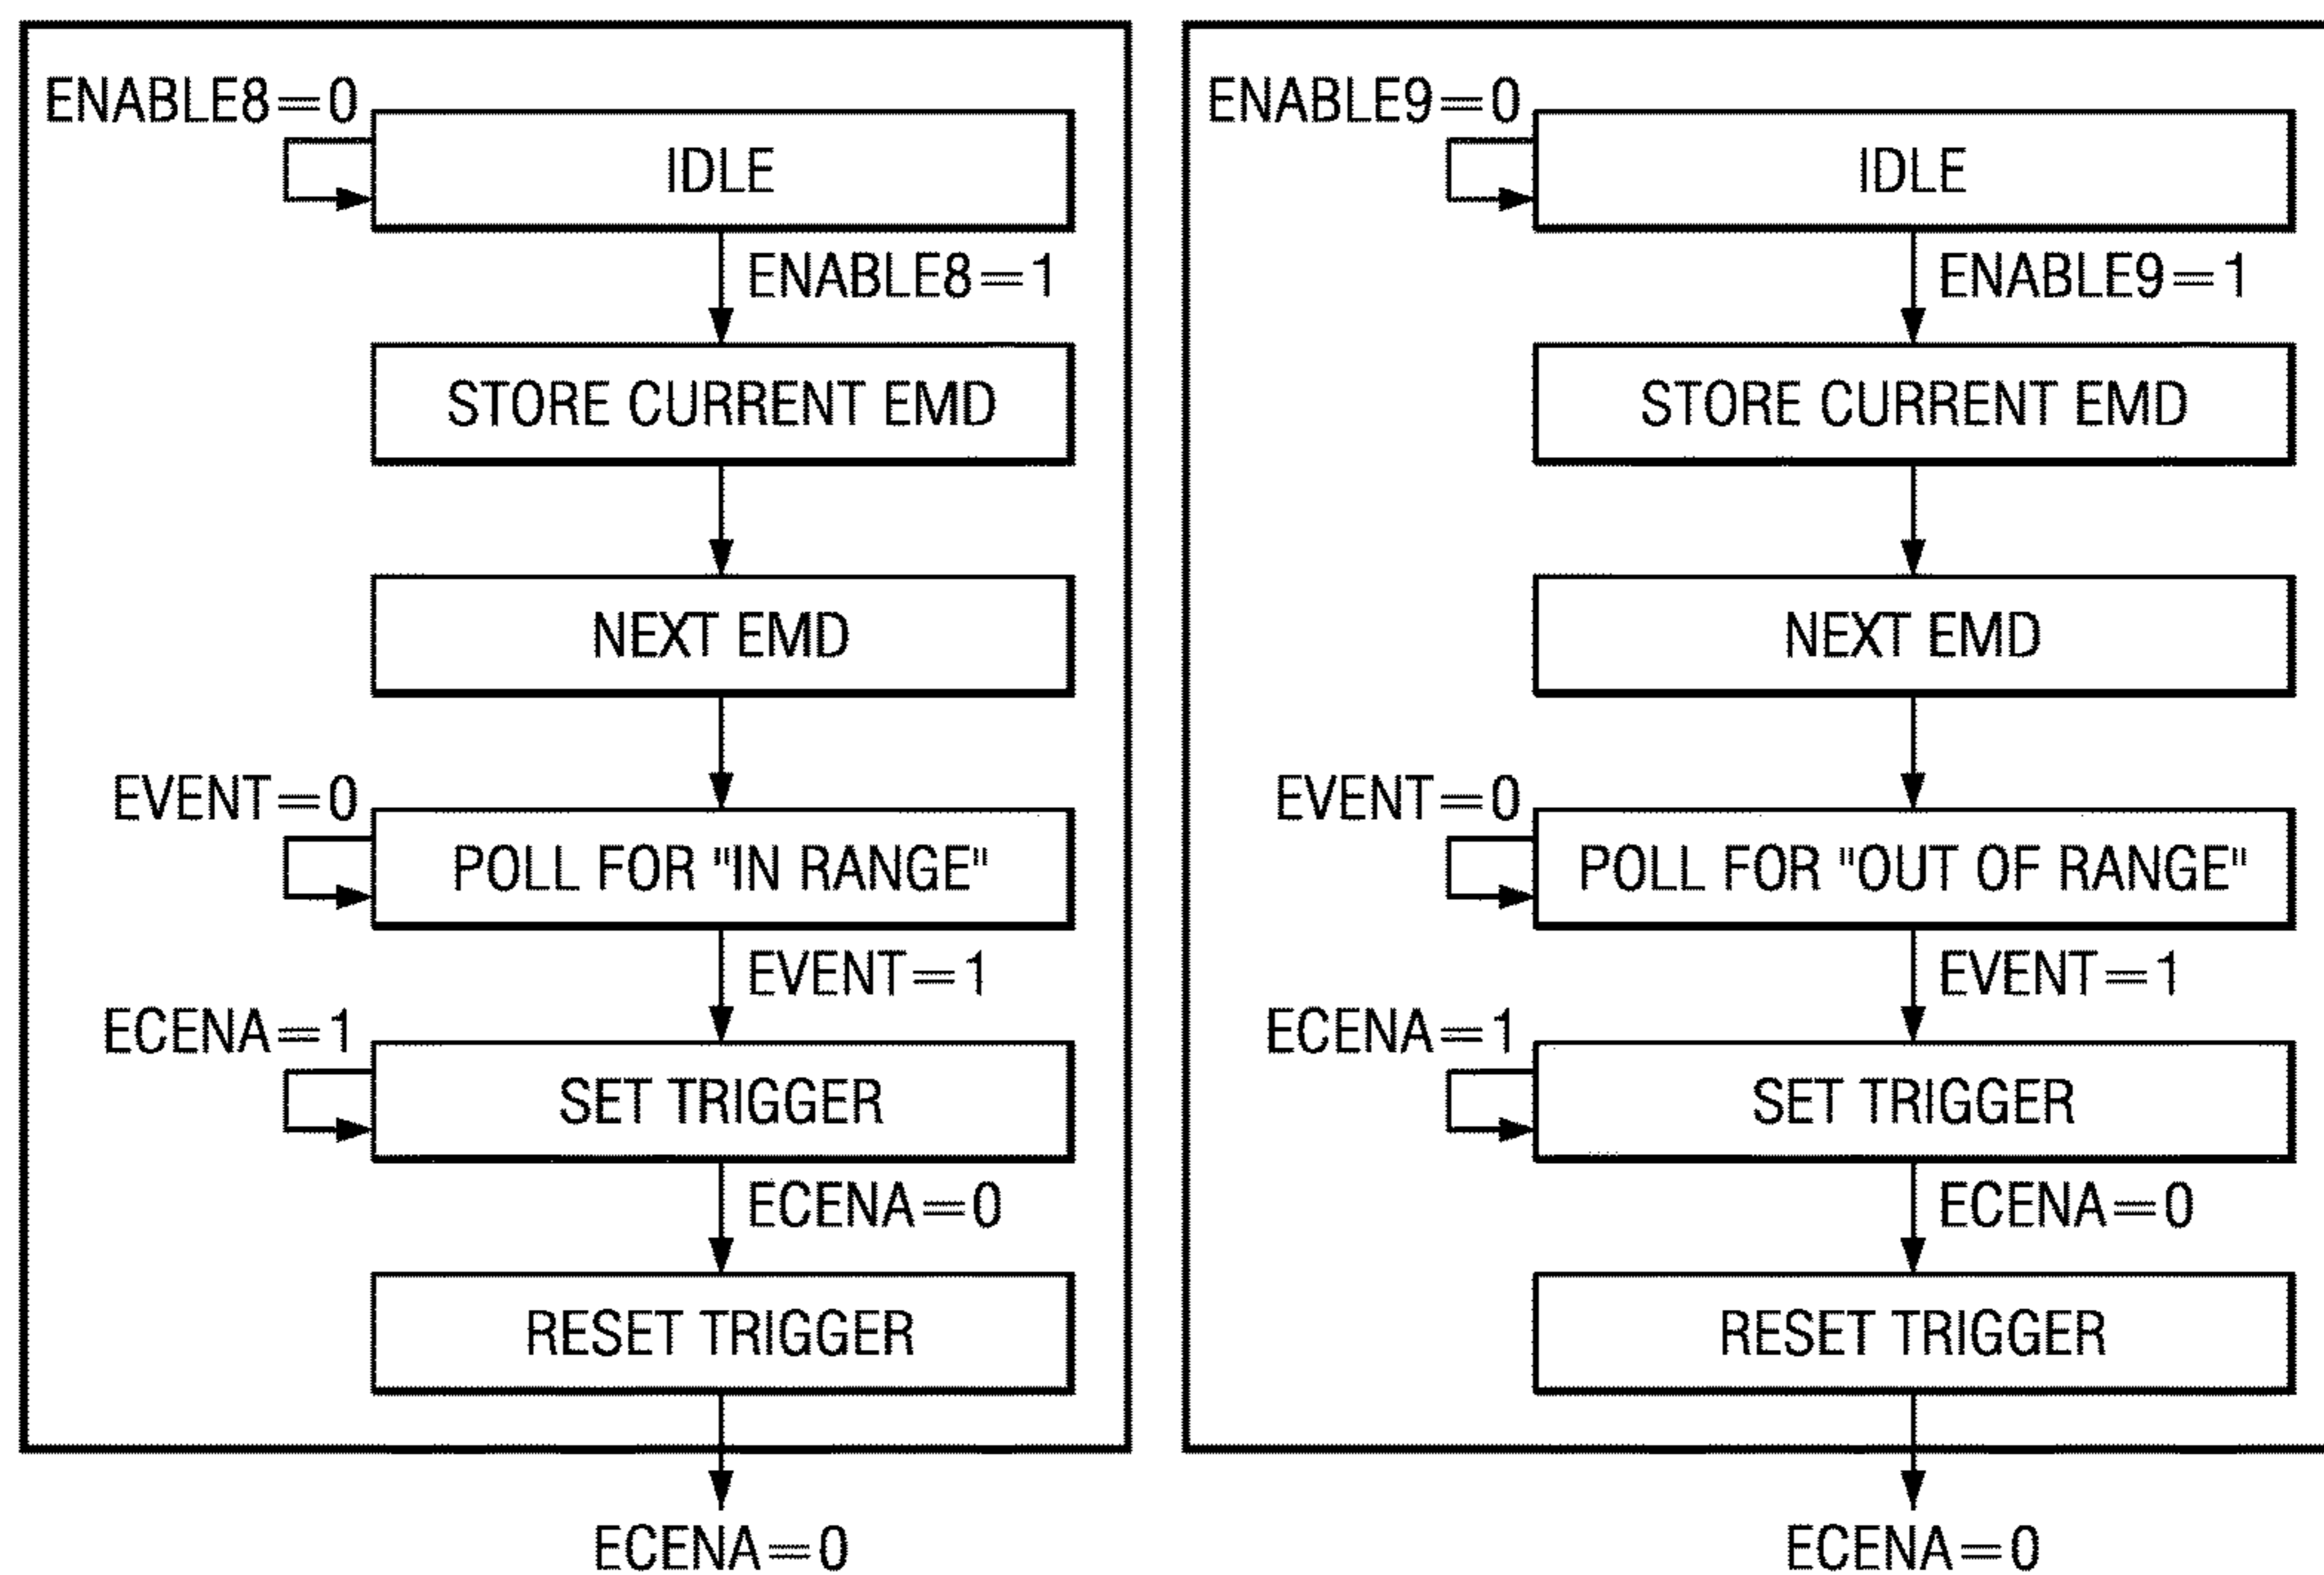 ENABLE8=0
IDLE
ENABLE8=1
STORE CURRENT EMD
NEXT EMD
EVENT=0
POLL FOR "IN RANGE"
EVENT=1
ECENA=1
SET TRIGGER
ECENA=0
RESET TRIGGER
ECENA=0
ENABLE9=0
IDLE
ENABLE9=1
STORE CURRENT EMD
NEXT EMD
EVENT=0
POLL FOR "OUT OF RANGE"
EVENT=1
ECENA=1
SET TRIGGER
ECENA=0
RESET TRIGGER
ECENA=0